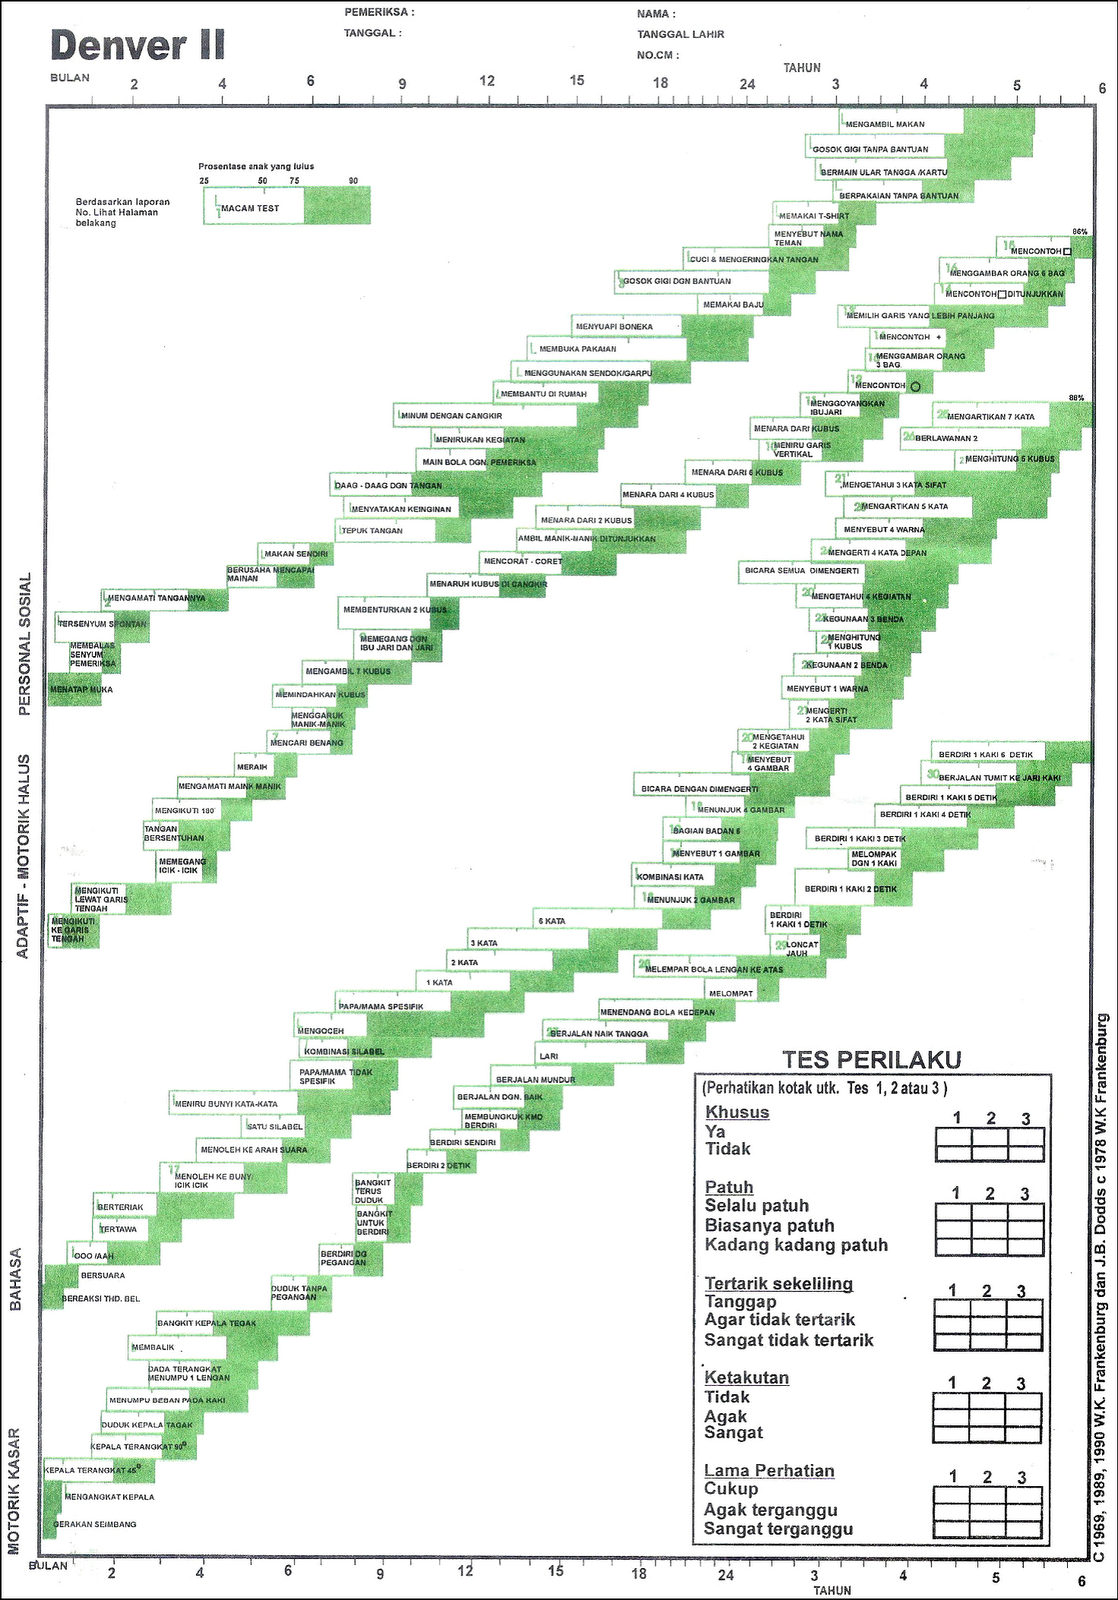 PEMERIKSA :
NAMA :
Denver II
TANGGAL :
TANGGAL LAHIR
NO.CM :
BULAN
TAHUN
2 4 6 9 12 15 18 24 3 4 5 6
MENGAMBIL MAKAN
GOSOK GIGI TANPA BANTUAN
Prosentase anak yang lulus
25 50 75 90
MACAM TEST
Berdasarkan laporan
No. Lihat Halaman
belakang
BERMAIN ULAR TANGGA /KARTU
BERPAKAIAN TANPA BANTUAN
MEMAKAI T-SHIRT
MENYEBUT NAMA
TEMAN
CUCI & MENGERINGKAN TANGAN
GOSOK GIGI DGN BANTUAN
MEMAKAI BAJU
MENYUAPI BONEKA
MEMBUKA PAKAIAN
MENGGUNAKAN SENDOK/GARPU
MEMBANTU DI RUMAH
MINUM DENGAN CANGKIR
MENIRUKAN KEGIATAN
MAIN BOLA DGN. PEMERIKSA
DAAG - DAAG DGN TANGAN
MENYATAKAN KEINGINAN
TEPUK TANGAN
MAKAN SENDIRI
BERUSAHA MENCAPAI
MAINAN
MENGAMATI TANGANNYA
TERSENYUM SPONTAN
MEMBALAS
SENYUM
PEMERIKSA
MENATAP MUKA
PERSONAL SOSIAL
86%
15 MENCONTOH □
MENGGAMBAR ORANG 6 BAG
MENCONTOH □ DITUNJUKKAN
MEMILIH GARIS YANG LEBIH PANJANG
MENCONTOH +
MENGGAMBAR ORANG
3 BAG
12 MENCONTOH ○
11 MENGGOYANGKAN
IBUJARI
MENARA DARI KUBUS
MENIRU GARIS
VERTIKAL
MENARA DARI 6 KUBUS
MENARA DARI 4 KUBUS
MENARA DARI 2 KUBUS
AMBIL MANIK-MANIK DITUNJUKKAN
MENCORAT - CORET
MENARUH KUBUS DI CANGKIR
MEMBENTURKAN 2 KUBUS
MEMEGANG DGN
IBU JARI DAN JARI
MENGAMBIL 7 KUBUS
MEMINDAHKAN KUBUS
MENGGARUK
MANIK-MANIK
7 MENCARI BENANG
MERAIK
MENGAMATI MAINK MANIK
MENGIKUTI 180
TANGAN
BERSENTUHAN
MEMEGANG
ICIK - ICIK
MENGIKUTI
LEWAT GARIS
TENGAH
MENGIKUTI
KE GARIS
TENGAH
ADAPTIF - MOTORIK HALUS
88%
25 MENGARTIKAN 7 KATA
BERLAWANAN 2
MENGHITUNG 5 KUBUS
MENGETAHUI 3 KATA SIFAT
MENGARTIKAN 5 KATA
MENYEBUT 4 WARNA
24 MENGERTI 4 KATA DEPAN
BICARA SEMUA DIMENGERTI
20 MENGETAHUI 4 KEGIATAN
KEGUNAAN 3 BENDA
MENGHITUNG
1 KUBUS
KEGUNAAN 2 BENDA
MENYEBUT 1 WARNA
21 MENGERTI
2 KATA SIFAT
20 MENGETAHUI
2 KEGIATAN
MENYEBUT
4 GAMBAR
BICARA DENGAN DIMENGERTI
18 MENUNJUK 4 GAMBAR
BAGIAN BADAN 6
MENYEBUT 1 GAMBAR
KOMBINASI KATA
18 MENUNJUK 2 GAMBAR
6 KATA
3 KATA
2 KATA
1 KATA
PAPA/MAMA SPESIFIK
MENGOCEH
KOMBINASI SILABEL
PAPA/MAMA TIDAK
SPESIFIK
MENIRU BUNYI KATA-KATA
SATU SILABEL
MENOLEH KE ARAH SUARA
17 MENOLEH KE BUNYI
ICIK ICIK
BERTERIAK
TERTAWA
OOO /AAH
BERSUARA
BEREAKSI THD. BEL
BAHASA
BERDIRI 1 KAKI 6 DETIK
30 BERJALAN TUMIT KE JARI KAKI
BERDIRI 1 KAKI 5 DETIK
BERDIRI 1 KAKI 4 DETIK
BERDIRI 1 KAKI 3 DETIK
MELOMPAK
DGN 1 KAKI
BERDIRI 1 KAKI 2 DETIK
BERDIRI
1 KAKI 1 DETIK
29 LONCAT
JAUH
28 MELEMPAR BOLA LENGAN KE ATAS
MELOMPAT
MENENDANG BOLA KEDEPAN
27 BERJALAN NAIK TANGGA
LARI
BERJALAN MUNDUR
BERJALAN DGN. BAIK
MEMBUNGKUK KMD
BERDIRI
BERDIRI SENDIRI
BERDIRI 2 DETIK
BANGKIT
TERUS
DUDUK
BANGKIT
UNTUK
BERDIRI
BERDIRI DG
PEGANGAN
DUDUK TANPA
PEGANGAN
BANGKIT KEPALA TEGAK
MEMBALIK
DADA TERANGKAT
MENUMPU 1 LENGAN
MENUMPU BEBAN PADA KAKI
DUDUK KEPALA TAGAK
KEPALA TERANGKAT 90°
KEPALA TERANGKAT 45°
MENGANGKAT KEPALA
GERAKAN SEIMBANG
MOTORIK KASAR
TES PERILAKU
(Perhatikan kotak utk. Tes 1, 2 atau 3 )
Khusus 1 2 3
Ya
Tidak
Patuh 1 2 3
Selalu patuh
Biasanya patuh
Kadang kadang patuh
Tertarik sekeliling 1 2 3
Tanggap
Agar tidak tertarik
Sangat tidak tertarik
Ketakutan 1 2 3
Tidak
Agak
Sangat
Lama Perhatian 1 2 3
Cukup
Agak terganggu
Sangat terganggu
C 1969, 1989, 1990 W.K. Frankenburg dan J.B. Dodds c 1978 W.K Frankenburg
BULAN
2 4 6 9 12 15 18 24 3 4 5 6
TAHUN